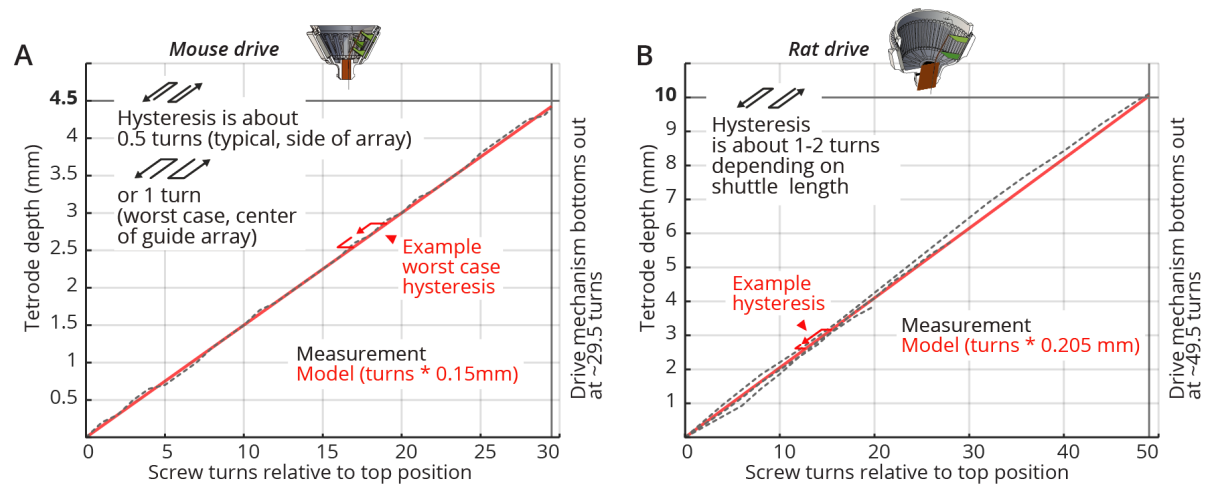 A
Mouse drive
4.5
4
3.5
3
2.5
2
1.5
1
0.5
Tetrode depth (mm)
Hysteresis is about
0.5 turns (typical, side of array)
or 1 turn
(worst case, center
of guide array)
Example
worst case
hysteresis
Measurement
Model (turns * 0.15mm)
0 5 10 15 20 25 30
Screw turns relative to top position
Drive mechanism bottoms out
at ~29.5 turns
B
Rat drive
10
9
8
7
6
5
4
3
2
1
Tetrode depth (mm)
Hysteresis
is about 1-2 turns
depending on
shuttle length
Example
hysteresis
Measurement
Model (turns * 0.205 mm)
0 10 20 30 40 50
Screw turns relative to top position
Drive mechanism bottoms out
at ~49.5 turns